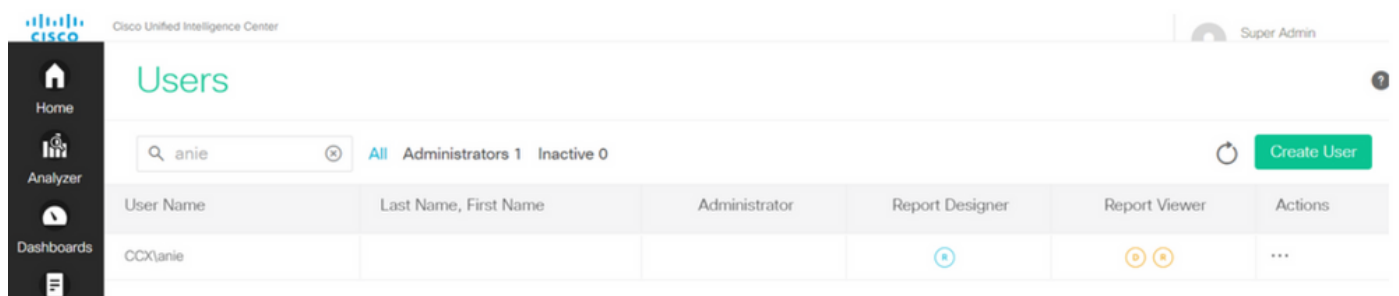 CISCO
Cisco Unified Intelligence Center
Super Admin
Home
Analyzer
Dashboards
Users
?
anie
All Administrators 1 Inactive 0
Create User
User Name Last Name, First Name Administrator Report Designer Report Viewer Actions
CCX\anie R D R ...